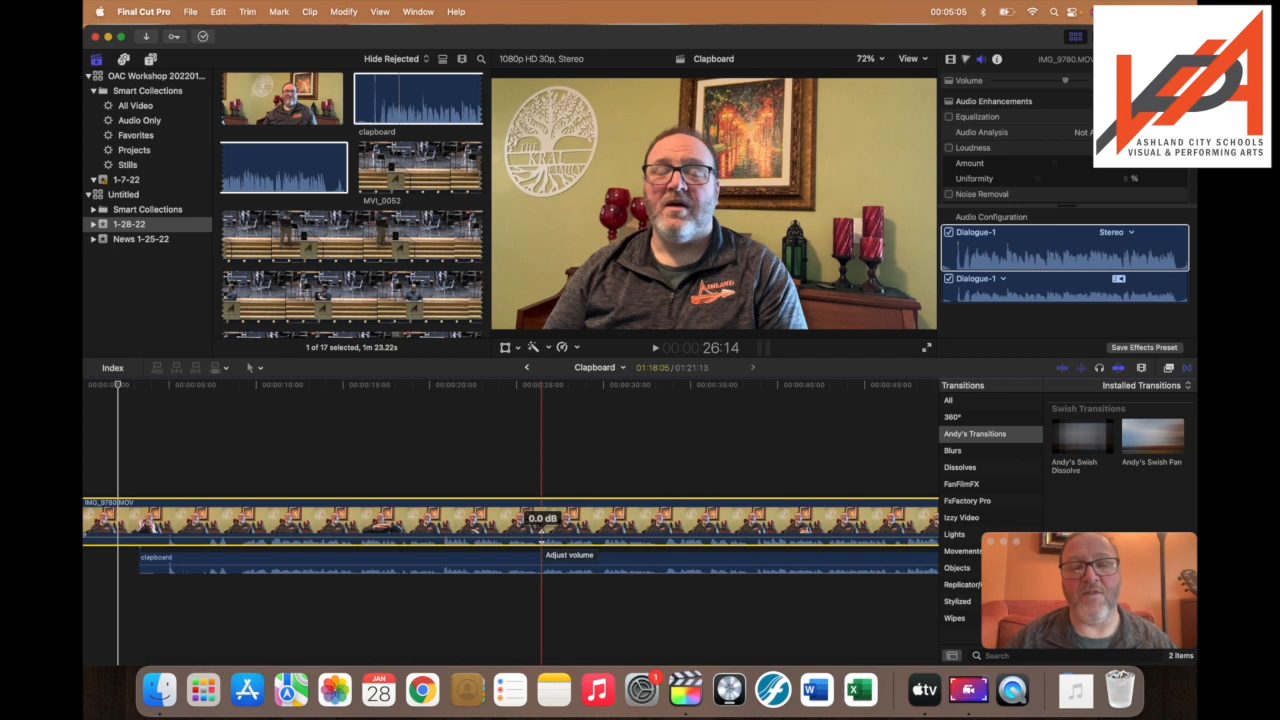 Final Cut Pro File Edit Trim Mark Clip Modify View Window Help 00:05:05
Hide Rejected 1080p HD 30p, Stereo Clapboard 72% View IMG_9780.MOV
ASHLAND CITY SCHOOLS
VISUAL & PERFORMING ARTS
OAC Workshop 202201...
Smart Collections
All Video
Audio Only
Favorites
Projects
Stills
1-7-22
Untitled
Smart Collections
1-28-22
News 1-25-22
clapboard
MVI_0052
1 of 17 selected, 1m 23.22s
THE KRAL
FAMILY
ASHLAND
00:00:26:14
Volume
Audio Enhancements
Equalization
Audio Analysis Not A
Loudness
Amount
Uniformity %
Noise Removal
Audio Configuration
Dialogue-1 Stereo
Dialogue-1
Save Effects Preset
Index Clapboard 01:18:05 / 01:21:13
00:00:05:00 00:00:10:00 00:00:15:00 00:00:20:00 00:00:25:00 00:00:30:00 00:00:35:00 00:00:40:00 00:00:45:00
IMG_9780.MOV
0.0 dB
Adjust volume
clapboard
Transitions Installed Transitions
All
360°
Andy's Transitions
Blurs
Dissolves
FanFilmFX
FxFactory Pro
Izzy Video
Lights
Movements
Objects
Replicator/
Stylized
Wipes
Swish Transitions
Andy's Swish
Dissolve
Andy's Swish Pan
Search 2 items
JAN
28
1
tv
W
X